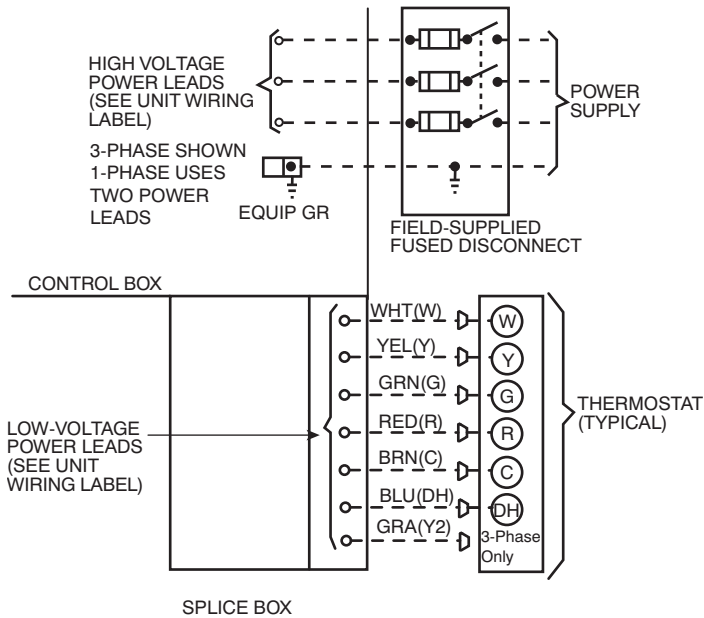 HIGH VOLTAGE
POWER LEADS
(SEE UNIT WIRING
LABEL)
POWER
SUPPLY
3-PHASE SHOWN
1-PHASE USES
TWO POWER
LEADS
EQUIP GR
FIELD-SUPPLIED
FUSED DISCONNECT
CONTROL BOX
WHT(W)
W
YEL(Y)
Y
GRN(G)
G
RED(R)
R
BRN(C)
C
BLU(DH)
DH
GRA(Y2)
3-Phase
Only
THERMOSTAT
(TYPICAL)
LOW-VOLTAGE
POWER LEADS
(SEE UNIT
WIRING LABEL)
SPLICE BOX